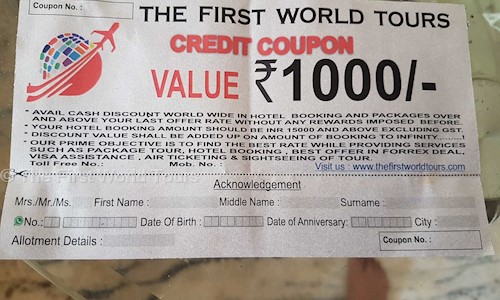 Coupon No. :
THE FIRST WORLD TOURS
CREDIT COUPON
VALUE ₹1000/-
* AVAIL CASH DISCOUNT WORLD WIDE IN HOTEL BOOKING AND PACKAGES OVER
AND ABOVE YOUR LAST OFFER RATE WITHOUT ANY REWARDS IMPOSED BEFORE.
* YOUR HOTEL BOOKING AMOUNT SHOULD BE INR 15000 AND ABOVE EXCLUDING GST.
* DISCOUNT VALUE SHALL BE ADDED UP ON AMOUNT OF BOOKING TO INFINITY........!
* OUR PRIME OBJECTIVE IS TO FIND THE BEST RATE WHILE PROVIDING SERVICES
SUCH AS PACKAGE TOUR, HOTEL BOOKING , BEST OFFER IN FORREX DEAL,
VISA ASSISTANCE , AIR TICKETING & SIGHTSEEING OF TOUR.
Toll Free No.: Mob. No. : Visit us : www.thefirstworldtours.com
Acknowledgement
Mrs./Mr./Ms. First Name : Middle Name : Surname :
No.: Date Of Birth : Date of Anniversary: City :
Allotment Details : Coupon No. :